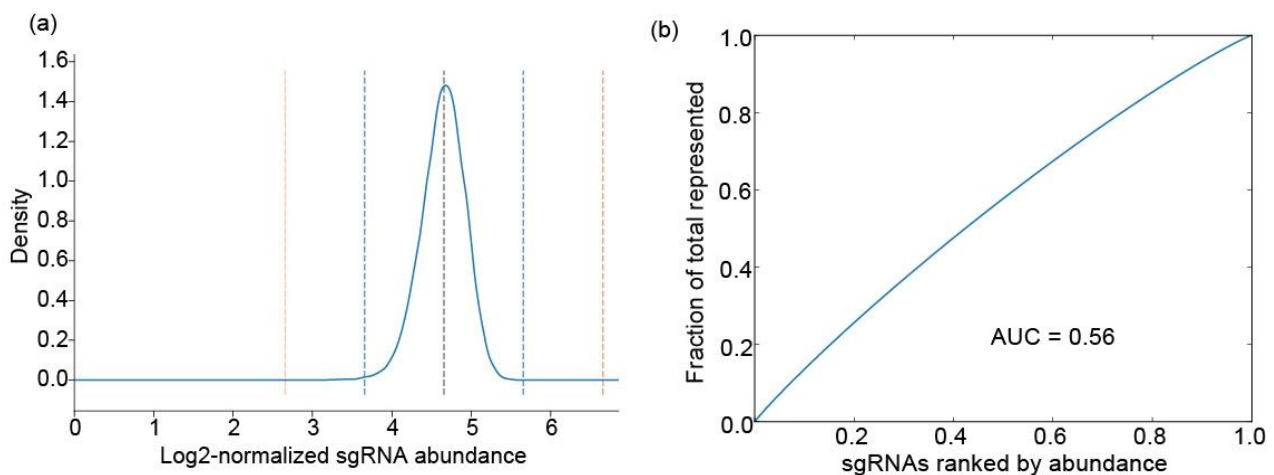 (a)
1.6
1.4
1.2
1.0
0.8
0.6
0.4
0.2
0.0
Density
0 1 2 3 4 5 6
Log2-normalized sgRNA abundance
(b)
1.0
0.8
0.6
0.4
0.2
0.0
Fraction of total represented
AUC = 0.56
0.2 0.4 0.6 0.8 1.0
sgRNAs ranked by abundance